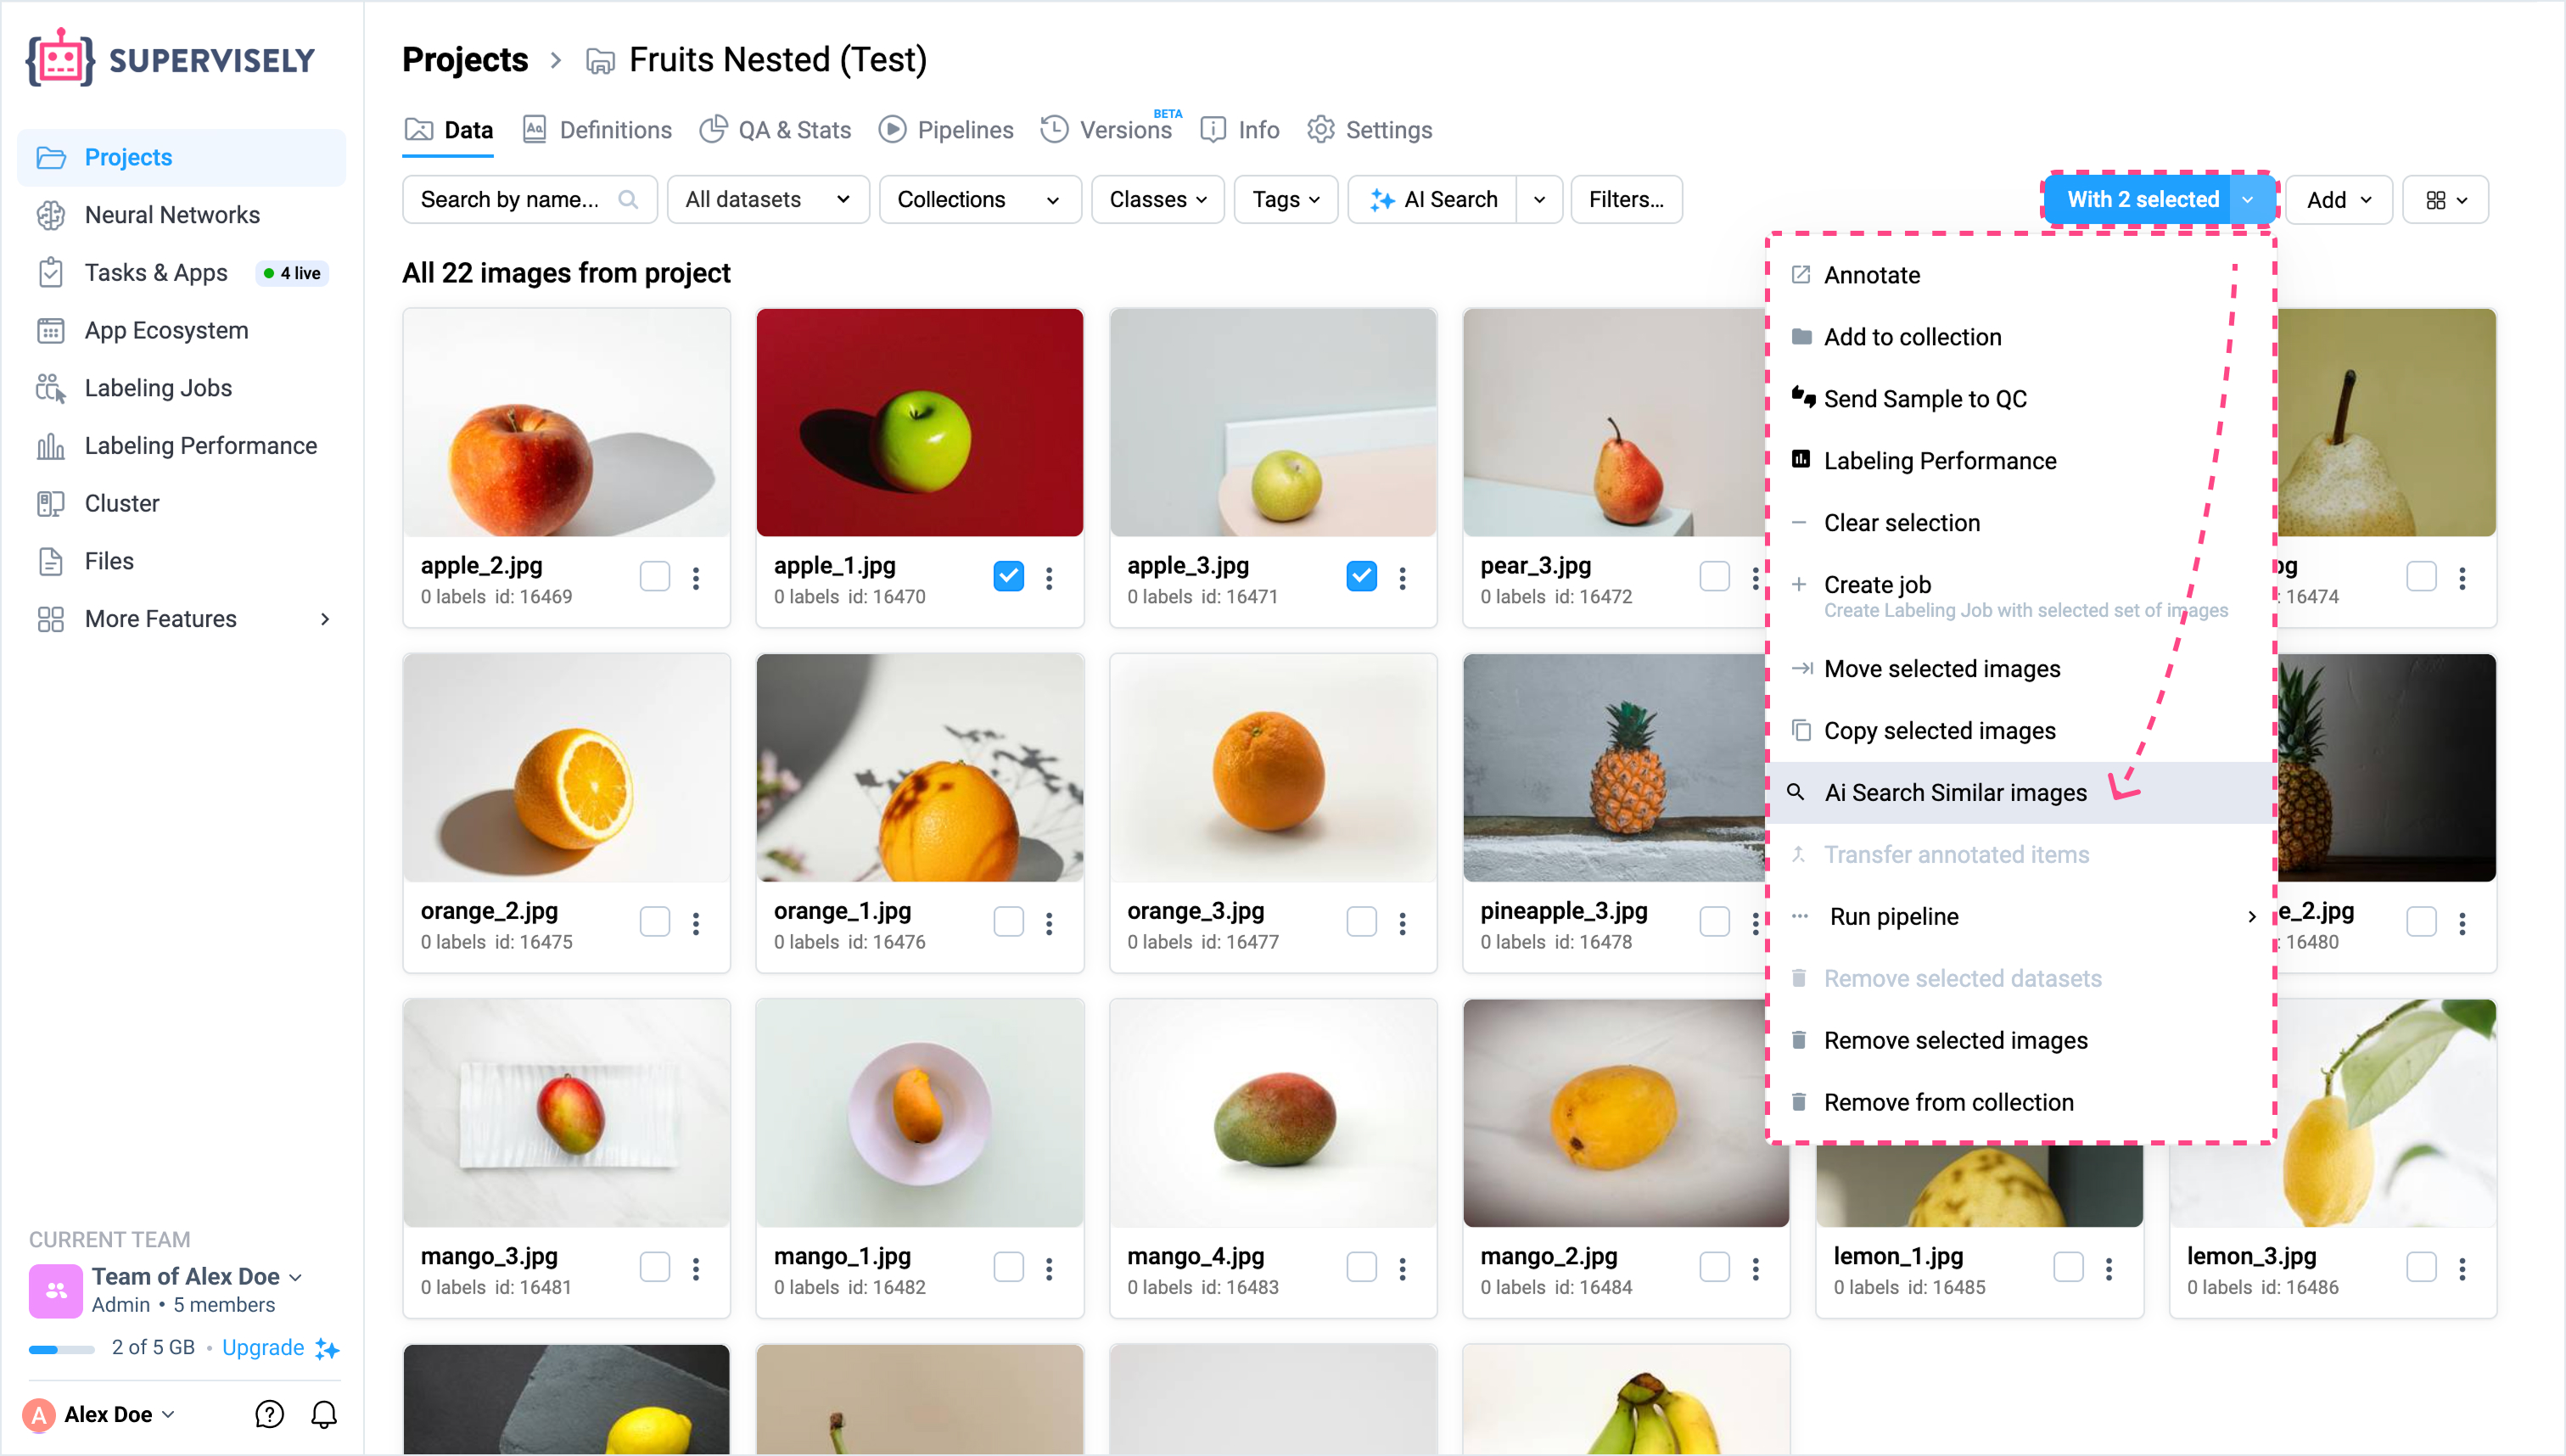 SUPERVISELY
Projects
Neural Networks
Tasks & Apps
4 live
App Ecosystem
Labeling Jobs
Labeling Performance
Cluster
Files
More Features
CURRENT TEAM
Team of Alex Doe
Admin • 5 members
2 of 5 GB • Upgrade
A Alex Doe
Projects > Fruits Nested (Test)
Data Definitions QA & Stats Pipelines Versions BETA Info Settings
Search by name... All datasets Collections Classes Tags AI Search Filters... With 2 selected Add
All 22 images from project
apple_2.jpg
0 labels id: 16469
apple_1.jpg
0 labels id: 16470
apple_3.jpg
0 labels id: 16471
pear_3.jpg
0 labels id: 16472
: 16474
orange_2.jpg
0 labels id: 16475
orange_1.jpg
0 labels id: 16476
orange_3.jpg
0 labels id: 16477
pineapple_3.jpg
0 labels id: 16478
e_2.jpg
: 16480
mango_3.jpg
0 labels id: 16481
mango_1.jpg
0 labels id: 16482
mango_4.jpg
0 labels id: 16483
mango_2.jpg
0 labels id: 16484
lemon_1.jpg
0 labels id: 16485
lemon_3.jpg
0 labels id: 16486
Annotate
Add to collection
Send Sample to QC
Labeling Performance
Clear selection
Create job
Create Labeling Job with selected set of images
Move selected images
Copy selected images
Ai Search Similar images
Transfer annotated items
Run pipeline
Remove selected datasets
Remove selected images
Remove from collection